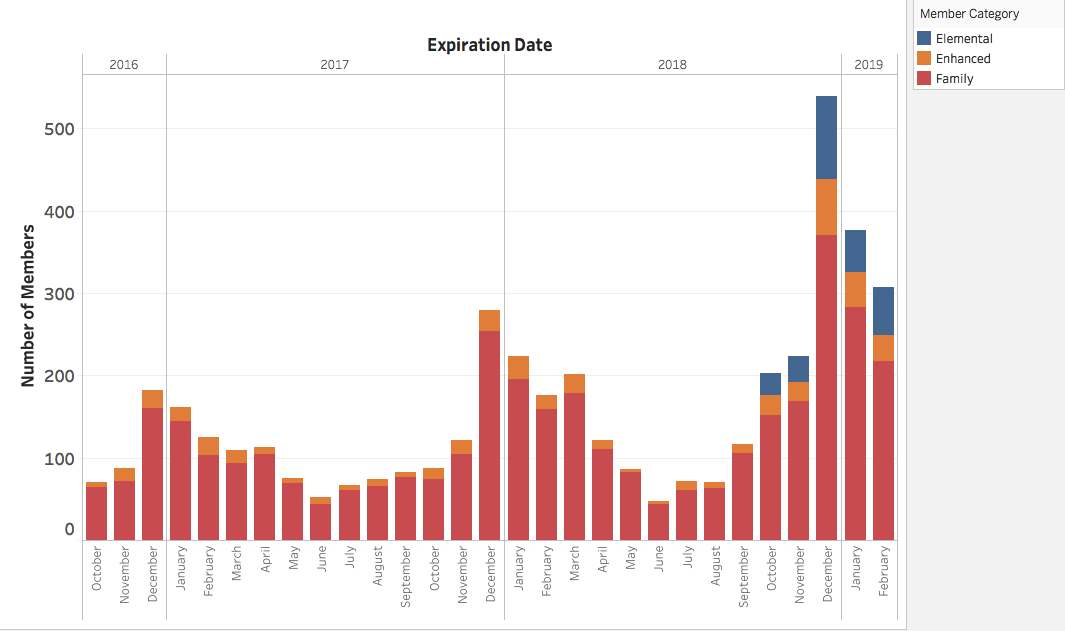 Expiration Date
2016 2017 2018 2019
Number of Members
500
400
300
200
100
0
October November December January February March April May June July August September October November December January February March April May June July August September October November December January February
Member Category
Elemental
Enhanced
Family